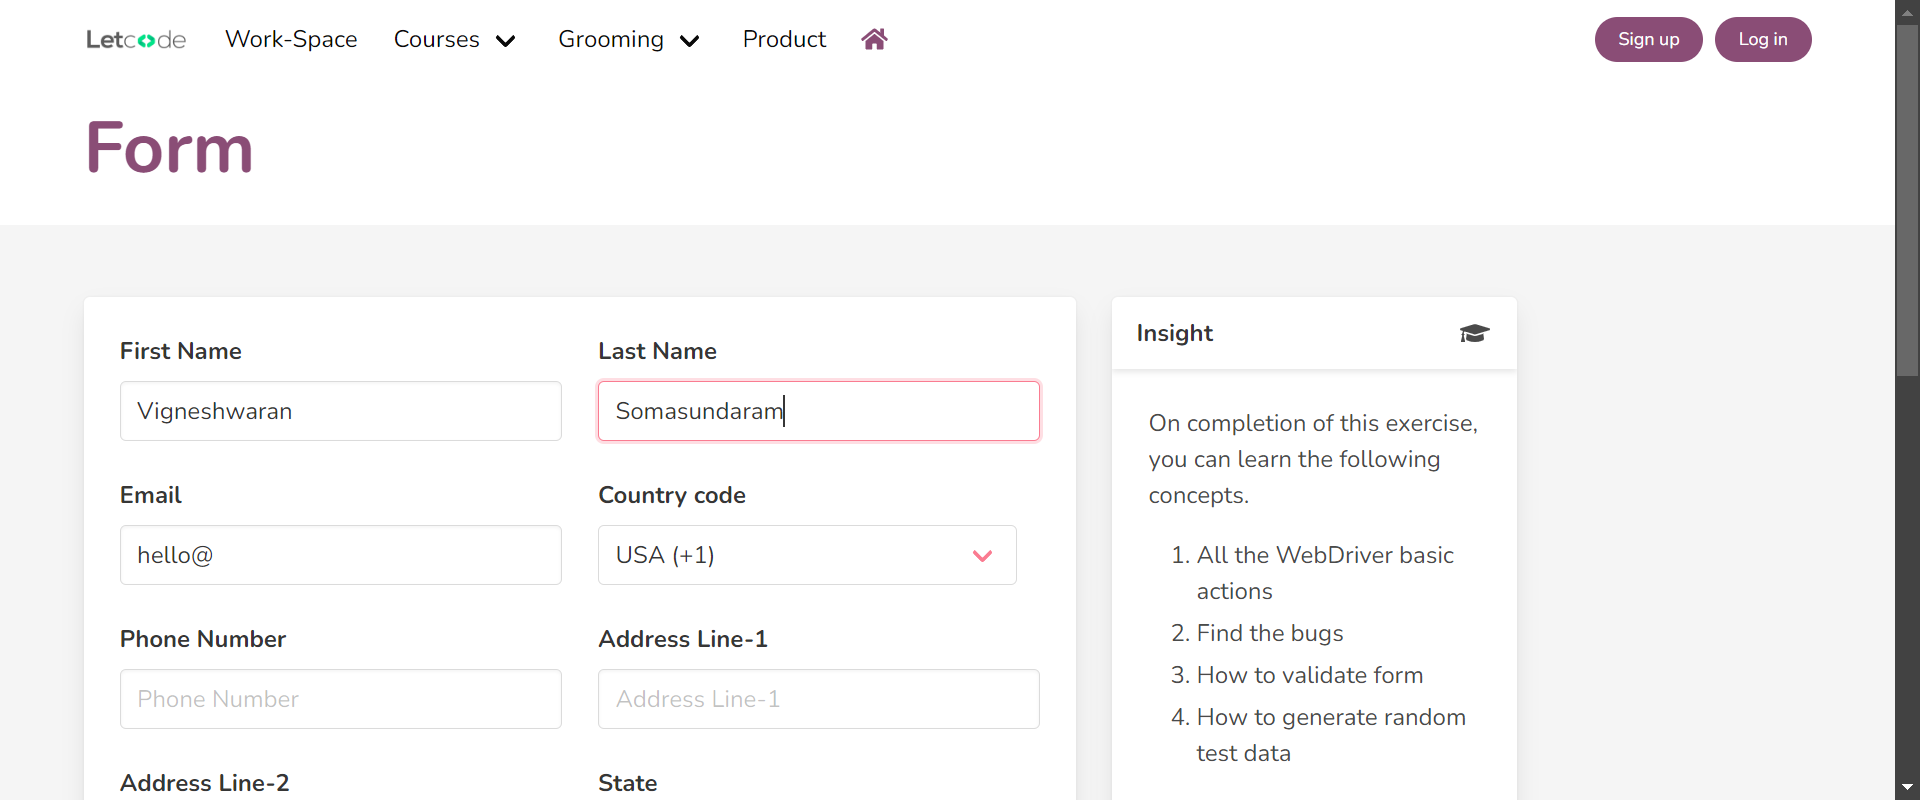 Letcode Work-Space Courses Grooming Product Sign up Log in
Form
First Name Last Name
Vigneshwaran Somasundaram
Email Country code
hello@ USA (+1)
Phone Number Address Line-1
Phone Number Address Line-1
Address Line-2 State
Insight
On completion of this exercise,
you can learn the following
concepts.
1. All the WebDriver basic
actions
2. Find the bugs
3. How to validate form
4. How to generate random
test data